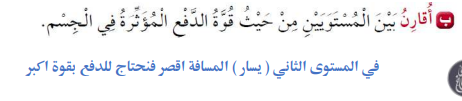 ب أُقارِنُ بَيْنَ الْمُسْتَوَيَيْنِ مِنْ حَيْثُ قُوَّةُ الدَّفْعِ الْمُؤَثِّرَةُ فِي الْجِسْمِ.
في المستوى الثاني ( يسار ) المسافة اقصر فنحتاج للدفع بقوة اكبر